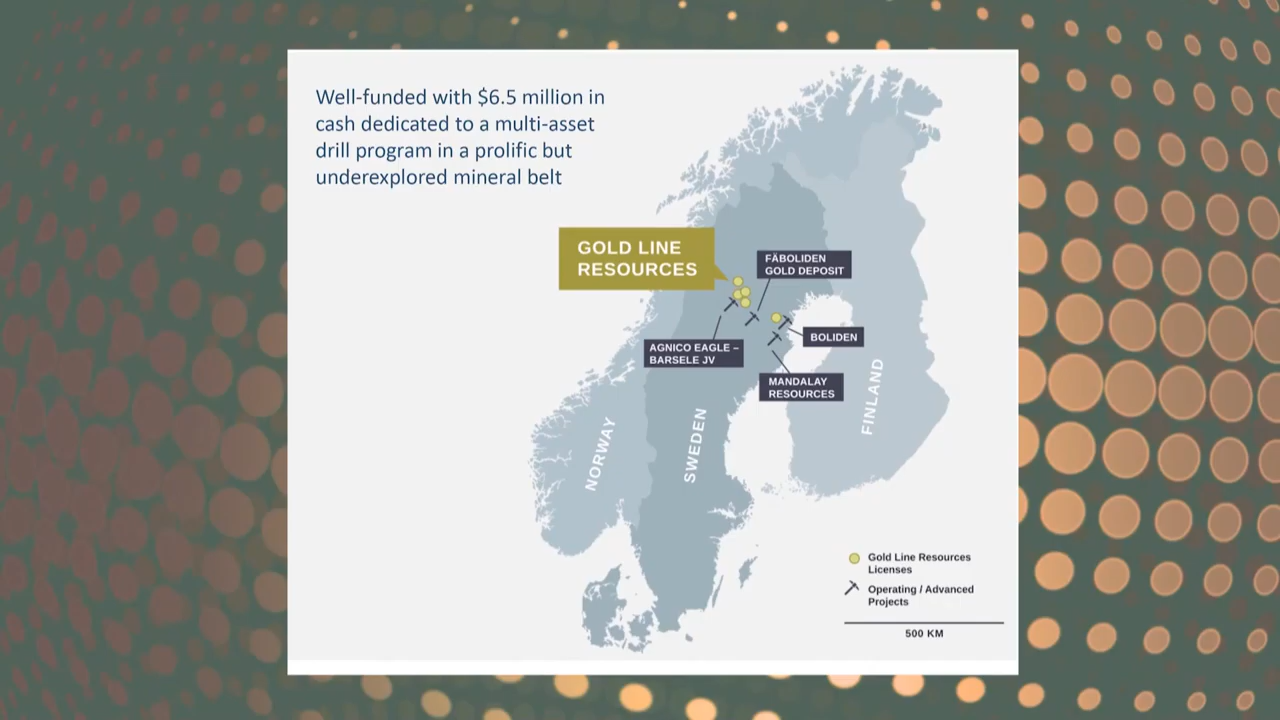 Well-funded with $6.5 million in
cash dedicated to a multi-asset
drill program in a prolific but
underexplored mineral belt
GOLD LINE
RESOURCES
FÄBOLIDEN
GOLD DEPOSIT
AGNICO EAGLE –
BARSELE JV
BOLIDEN
MANDALAY
RESOURCES
NORWAY
SWEDEN
FINLAND
Gold Line Resources
Licenses
Operating / Advanced
Projects
500 KM